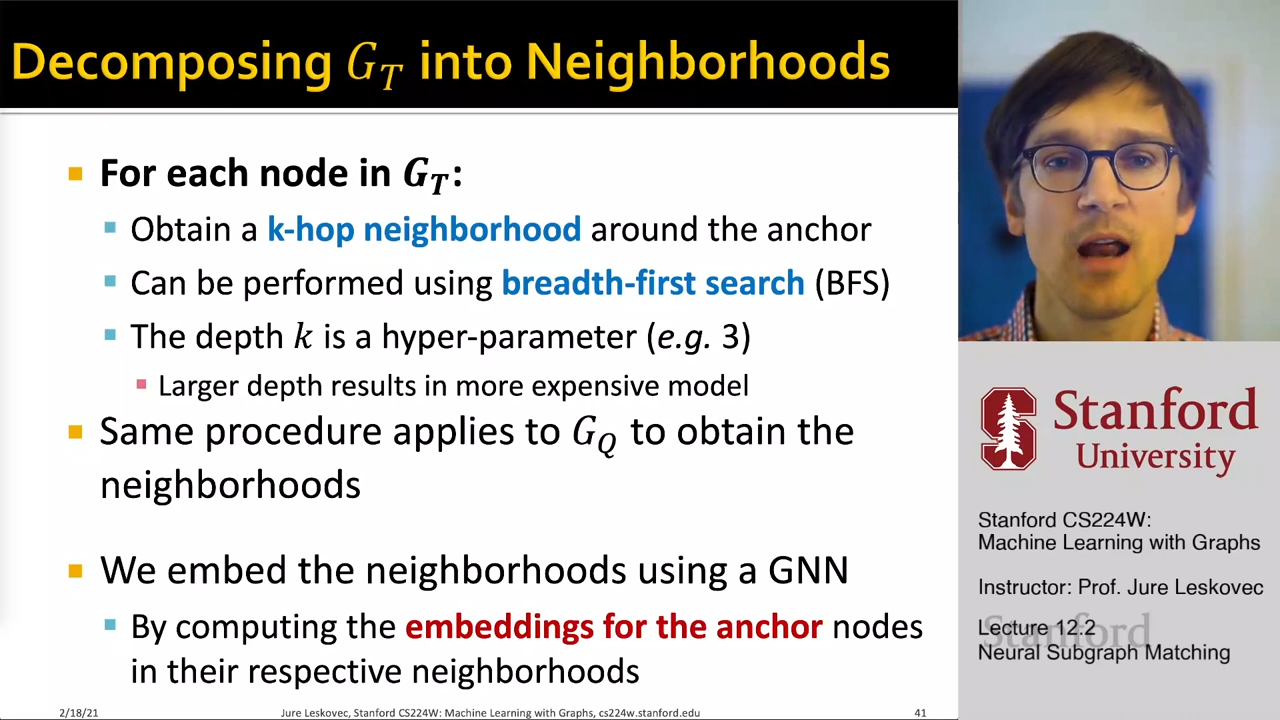 Decomposing G_T into Neighborhoods
▪ For each node in G_T:
▪ Obtain a k-hop neighborhood around the anchor
▪ Can be performed using breadth-first search (BFS)
▪ The depth k is a hyper-parameter (e.g. 3)
▪ Larger depth results in more expensive model
▪ Same procedure applies to G_Q to obtain the
neighborhoods
▪ We embed the neighborhoods using a GNN
▪ By computing the embeddings for the anchor nodes
in their respective neighborhoods
2/18/21
Jure Leskovec, Stanford CS224W: Machine Learning with Graphs, cs224w.stanford.edu
41
Stanford
University
Stanford CS224W:
Machine Learning with Graphs
Instructor: Prof. Jure Leskovec
Stanford
Lecture 12.2
Neural Subgraph Matching